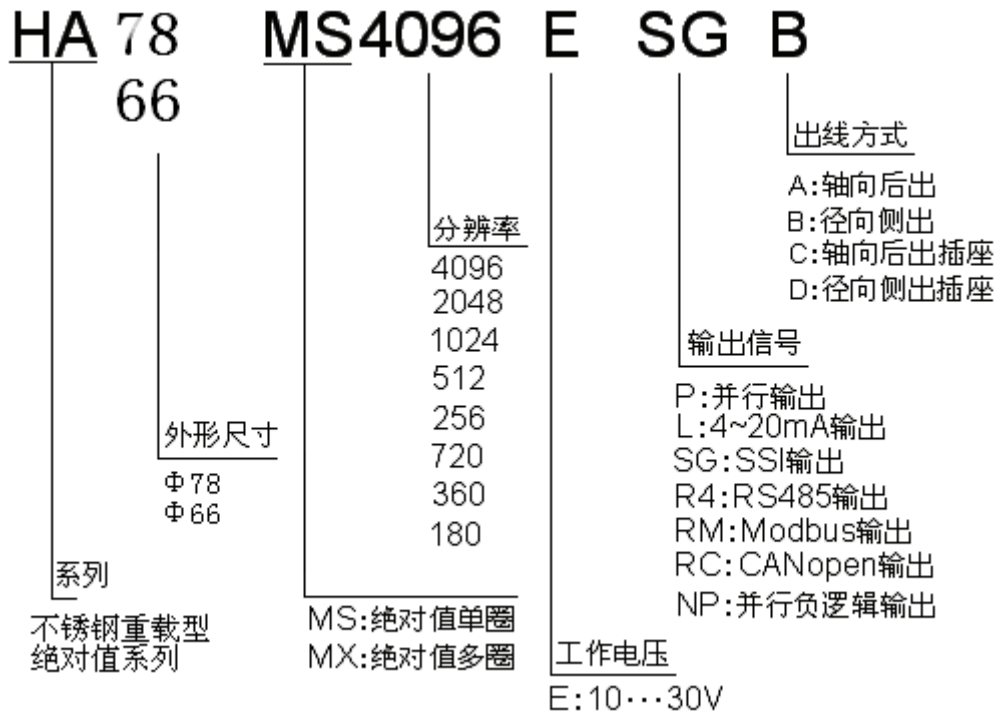 HA 78 MS4096 E SG B
66
出线方式
A:轴向后出
B:径向侧出
C:轴向后出插座
D:径向侧出插座
分辨率
4096
2048
1024
512
256
720
360
180
输出信号
P:并行输出
L:4~20mA输出
SG:SSI输出
R4:RS485输出
RM:Modbus输出
RC:CANopen输出
NP:并行负逻辑输出
外形尺寸
Φ78
Φ66
系列
不锈钢重载型
绝对值系列
MS:绝对值单圈
MX:绝对值多圈
工作电压
E:10···30V